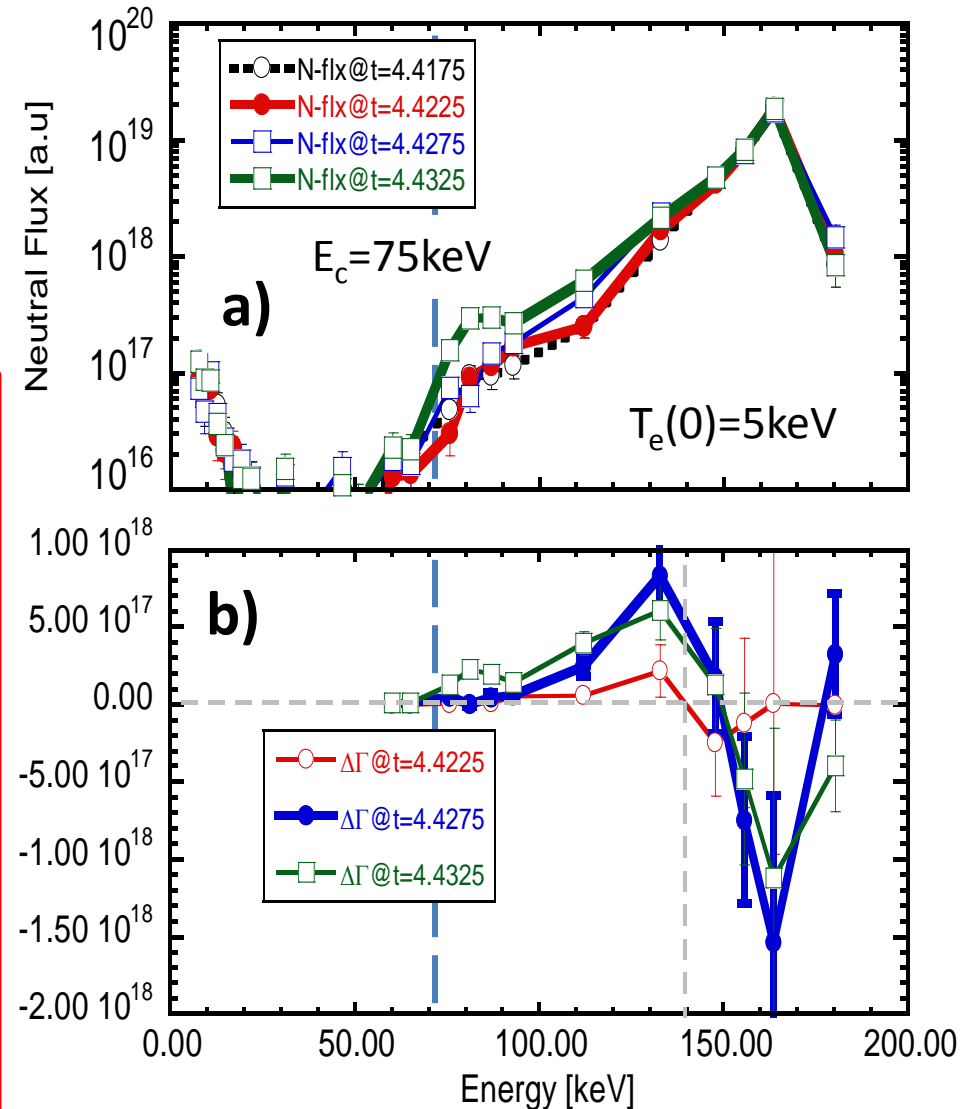 10^20
10^19
10^18
10^17
10^16
Neutral Flux [a.u]
N-flx@t=4.4175
N-flx@t=4.4225
N-flx@t=4.4275
N-flx@t=4.4325
E_c=75keV
a)
T_e(0)=5keV
1.00 10^18
5.00 10^17
0.00
-5.00 10^17
-1.00 10^18
-1.50 10^18
-2.00 10^18
b)
ΔΓ@t=4.4225
ΔΓ@t=4.4275
ΔΓ@t=4.4325
0.00 50.00 100.00 150.00 200.00
Energy [keV]